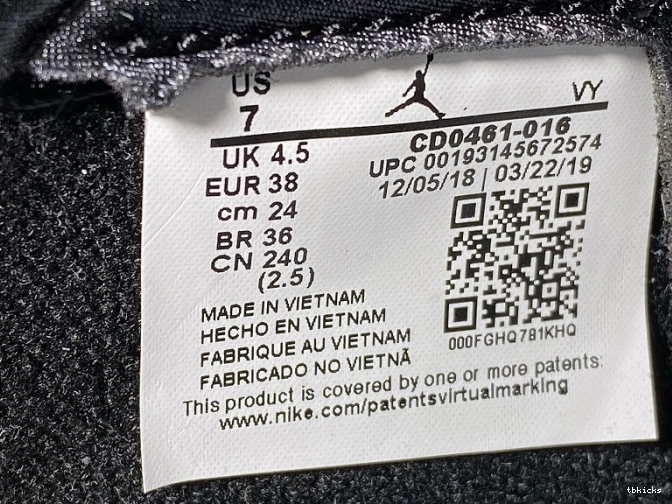 US
7
VY
CD0461-016
UK 4.5
UPC 00193145672574
EUR 38
12/05/18 | 03/22/19
cm 24
BR 36
CN 240
(2.5)
000FGHQ781KHQ
MADE IN VIETNAM
HECHO EN VIETNAM
FABRIQUE AU VIETNAM
FABRICADO NO VIETNÃ
This product is covered by one or more patents:
www.nike.com/patentsvirtualmarking
tbkicks